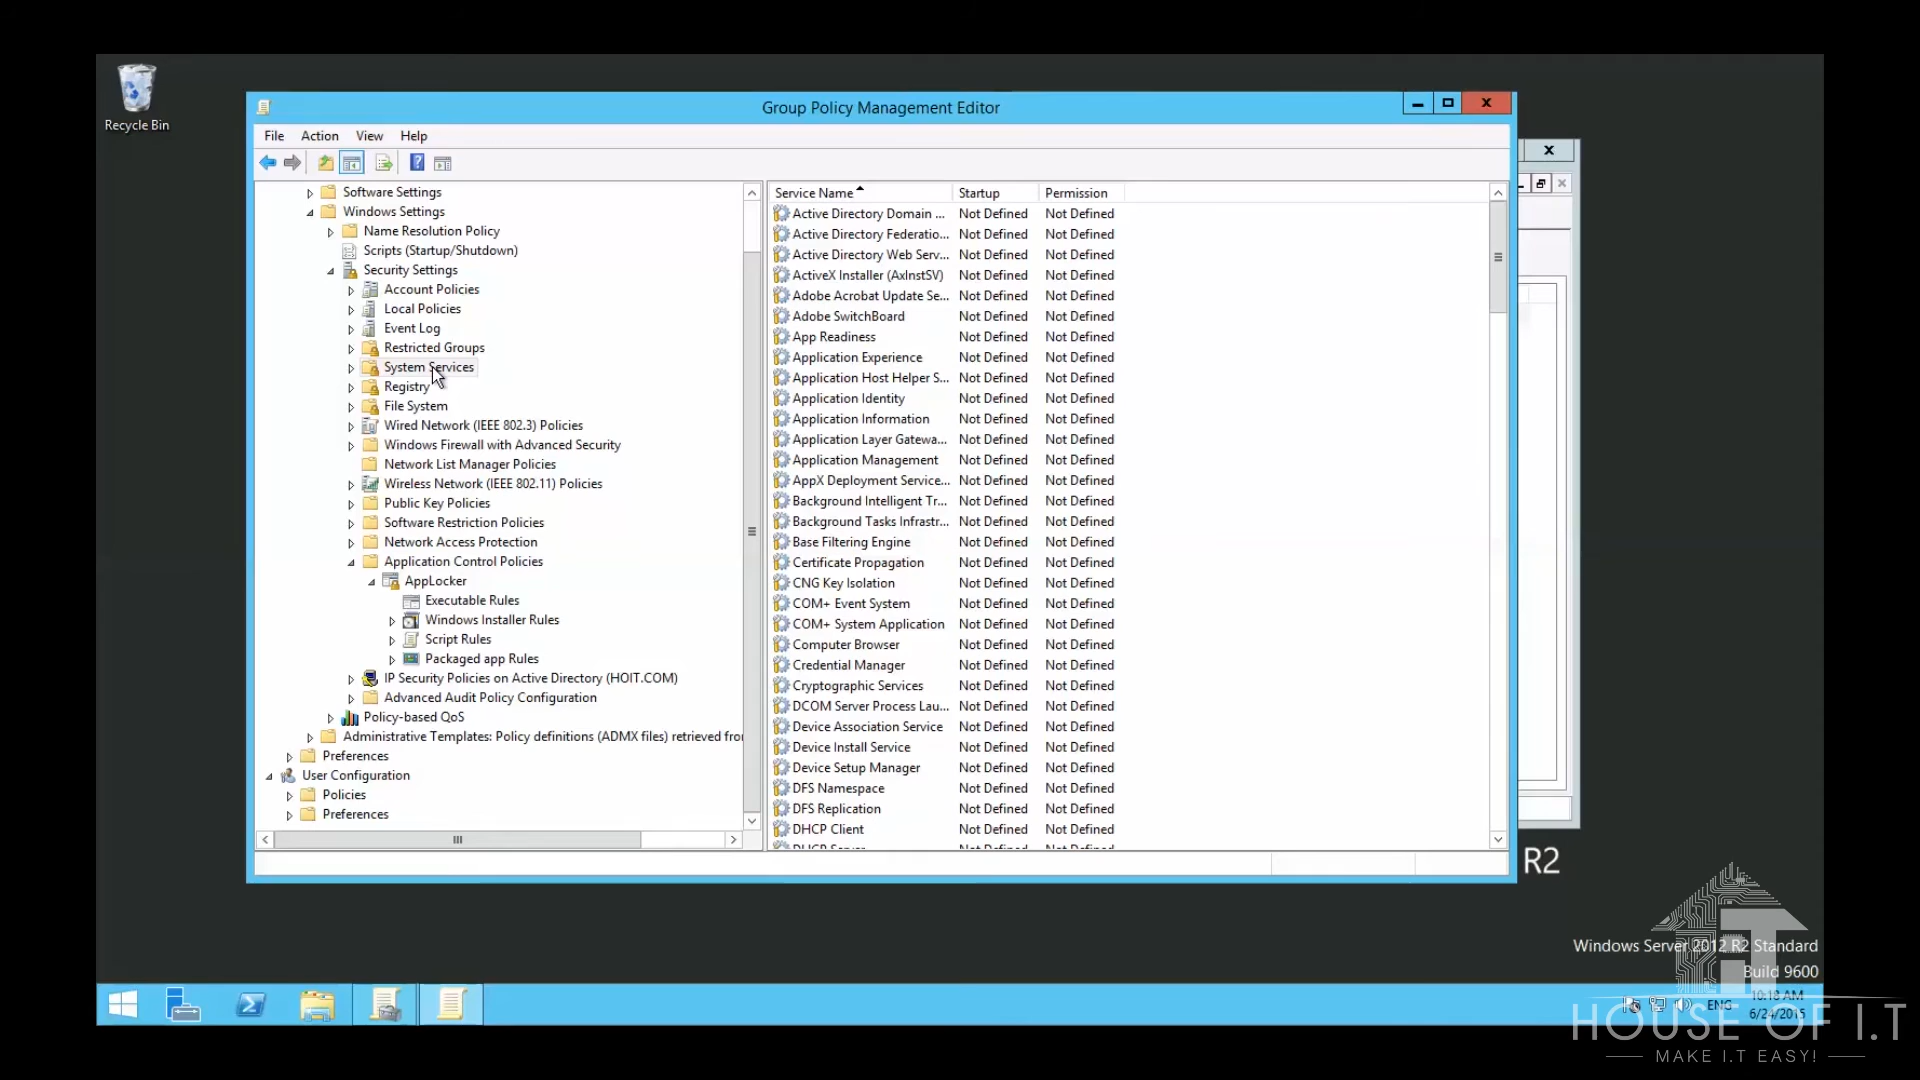 Recycle Bin
Group Policy Management Editor
File Action View Help
Software Settings
Windows Settings
Name Resolution Policy
Scripts (Startup/Shutdown)
Security Settings
Account Policies
Local Policies
Event Log
Restricted Groups
System Services
Registry
File System
Wired Network (IEEE 802.3) Policies
Windows Firewall with Advanced Security
Network List Manager Policies
Wireless Network (IEEE 802.11) Policies
Public Key Policies
Software Restriction Policies
Network Access Protection
Application Control Policies
AppLocker
Executable Rules
Windows Installer Rules
Script Rules
Packaged app Rules
IP Security Policies on Active Directory (HOIT.COM)
Advanced Audit Policy Configuration
Policy-based QoS
Administrative Templates: Policy definitions (ADMX files) retrieved fro
Preferences
User Configuration
Policies
Preferences
Service Name Startup Permission
Active Directory Domain ... Not Defined Not Defined
Active Directory Federatio... Not Defined Not Defined
Active Directory Web Serv... Not Defined Not Defined
ActiveX Installer (AxInstSV) Not Defined Not Defined
Adobe Acrobat Update Se... Not Defined Not Defined
Adobe SwitchBoard Not Defined Not Defined
App Readiness Not Defined Not Defined
Application Experience Not Defined Not Defined
Application Host Helper S... Not Defined Not Defined
Application Identity Not Defined Not Defined
Application Information Not Defined Not Defined
Application Layer Gatewa... Not Defined Not Defined
Application Management Not Defined Not Defined
AppX Deployment Service... Not Defined Not Defined
Background Intelligent Tr... Not Defined Not Defined
Background Tasks Infrastr... Not Defined Not Defined
Base Filtering Engine Not Defined Not Defined
Certificate Propagation Not Defined Not Defined
CNG Key Isolation Not Defined Not Defined
COM+ Event System Not Defined Not Defined
COM+ System Application Not Defined Not Defined
Computer Browser Not Defined Not Defined
Credential Manager Not Defined Not Defined
Cryptographic Services Not Defined Not Defined
DCOM Server Process Lau... Not Defined Not Defined
Device Association Service Not Defined Not Defined
Device Install Service Not Defined Not Defined
Device Setup Manager Not Defined Not Defined
DFS Namespace Not Defined Not Defined
DFS Replication Not Defined Not Defined
DHCP Client Not Defined Not Defined
DHCP Server Not Defined Not Defined
R2
Windows Server 2012 R2 Standard
Build 9600
ENG
10:18 AM
6/24/2015
HOUSE OF I.T
MAKE I.T EASY!